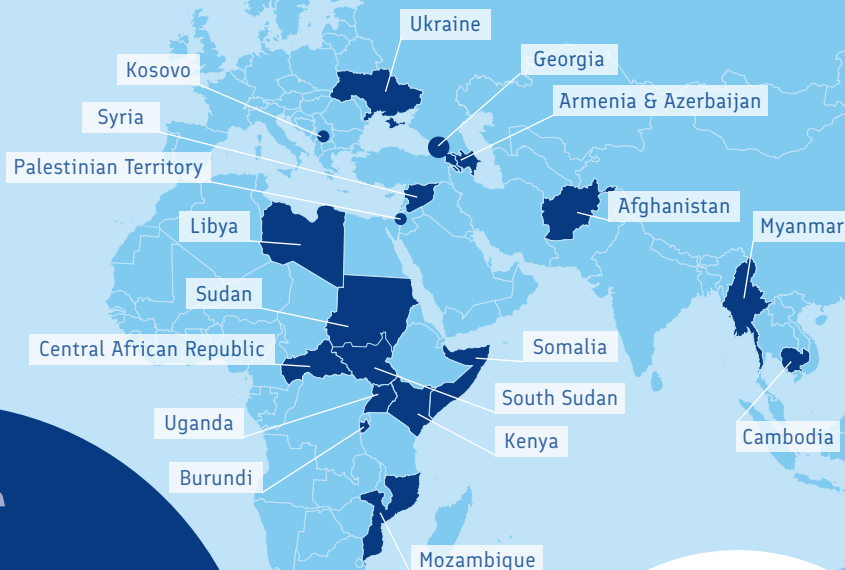 Ukraine
Georgia
Kosovo
Armenia & Azerbaijan
Syria
Palestinian Territory
Afghanistan
Libya
Myanmar
Sudan
Central African Republic
Somalia
South Sudan
Uganda
Kenya
Cambodia
Burundi
Mozambique